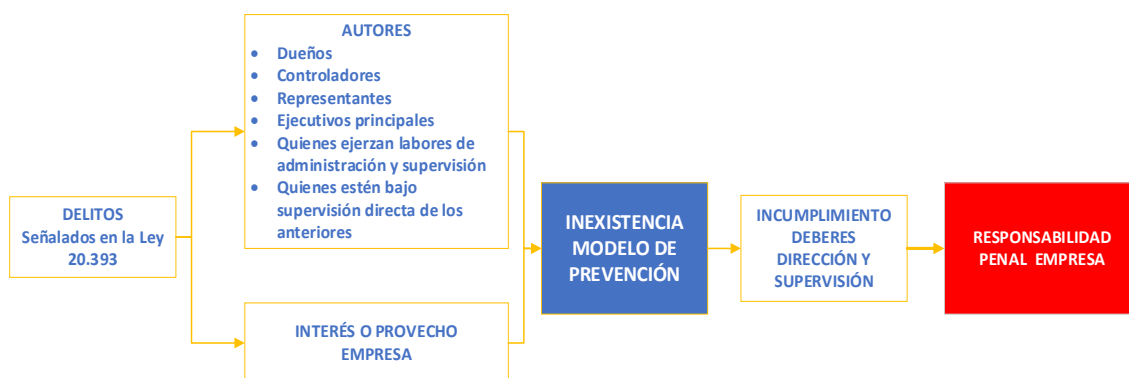 DELITOS
Señalados en la Ley
20.393
AUTORES
• Dueños
• Controladores
• Representantes
• Ejecutivos principales
• Quienes ejerzan labores de
administración y supervisión
• Quienes estén bajo
supervisión directa de los
anteriores
INTERÉS O PROVECHO
EMPRESA
INEXISTENCIA
MODELO DE
PREVENCIÓN
INCUMPLIMIENTO
DEBERES
DIRECCIÓN Y
SUPERVISIÓN
RESPONSABILIDAD
PENAL EMPRESA